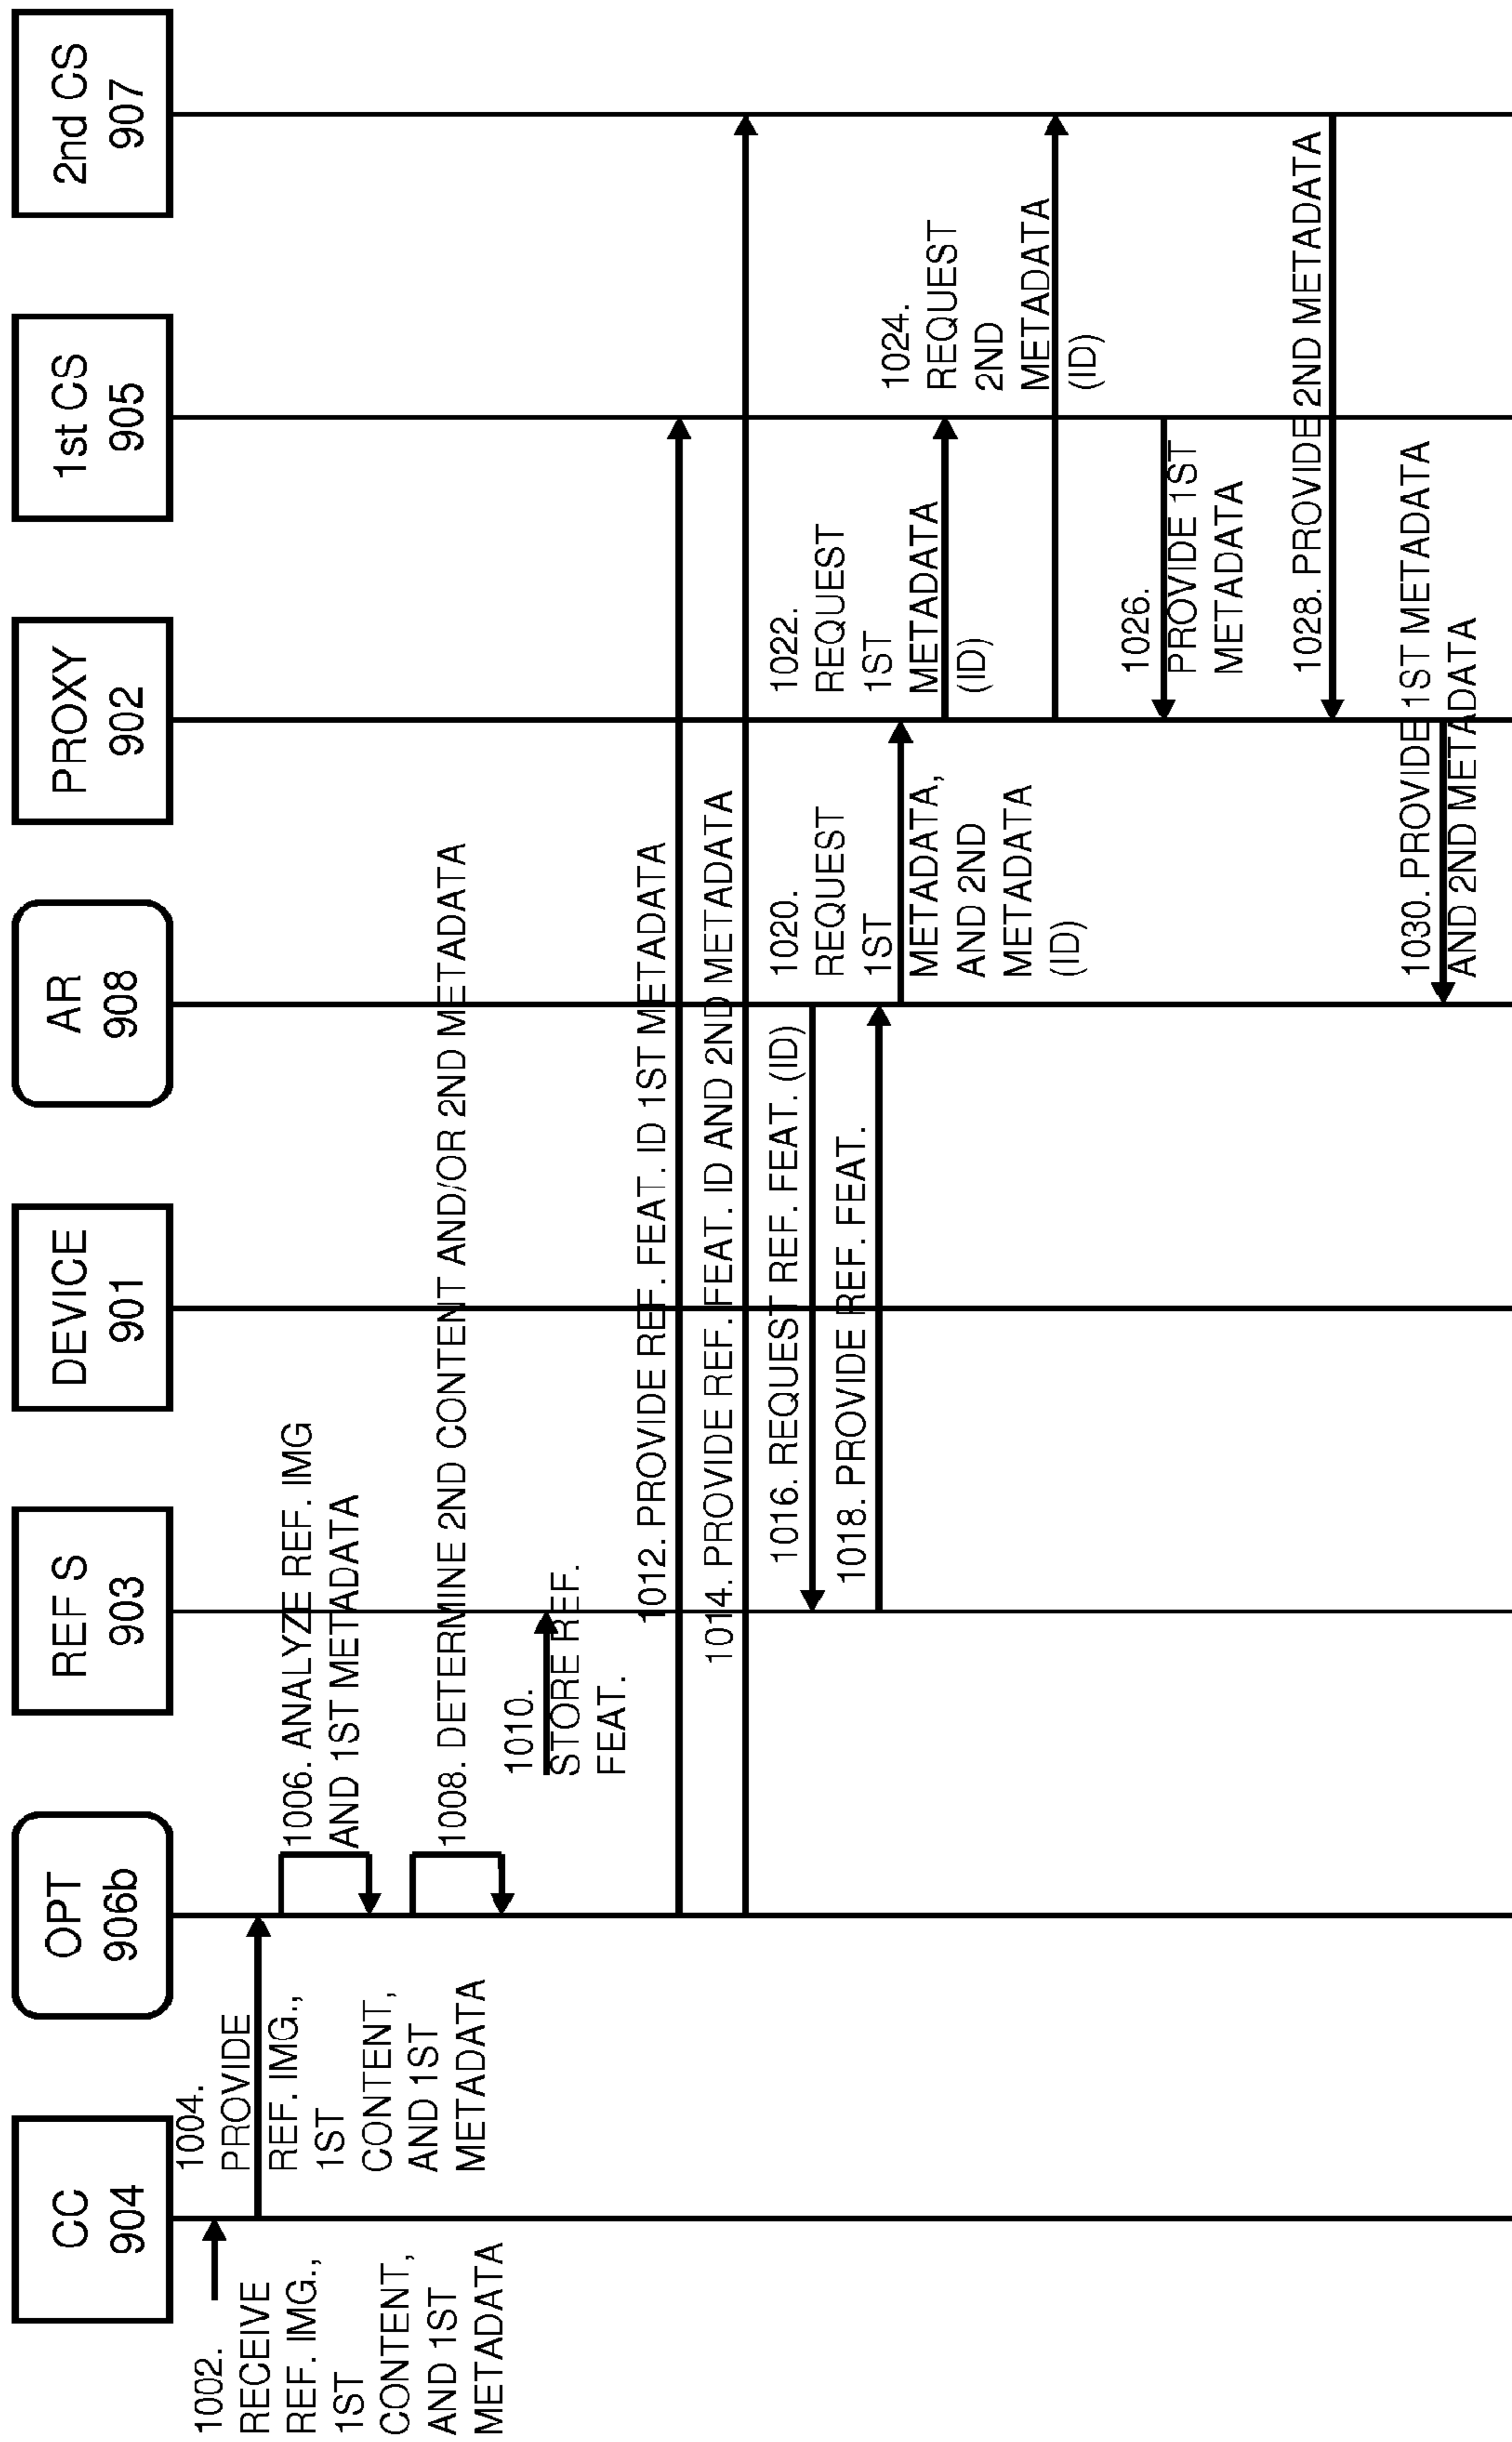 CC
904
OPT
906b
REF S
903
DEVICE
901
AR
908
PROXY
902
1st CS
905
2nd CS
907
1002.
RECEIVE
REF. IMG.,
1ST
CONTENT,
AND 1ST
METADATA
1004.
PROVIDE
REF. IMG.,
1ST
CONTENT,
AND 1ST
METADATA
1006. ANALYZE REF. IMG
AND 1ST METADATA
1008. DETERMINE 2ND CONTENT AND/OR 2ND METADATA
1010.
STORE REF.
FEAT.
1012. PROVIDE REF. FEAT. ID 1ST METADATA
1014. PROVIDE REF. FEAT. ID AND 2ND METADATA
1016. REQUEST REF. FEAT. (ID)
1018. PROVIDE REF. FEAT.
1020.
REQUEST
1ST
METADATA,
AND 2ND
METADATA
(ID)
1022.
REQUEST
1ST
METADATA
(ID)
1024.
REQUEST
2ND
METADATA
(ID)
1026.
PROVIDE 1ST
METADATA
1028. PROVIDE 2ND METADATA
1030. PROVIDE 1ST METADATA
AND 2ND METADATA